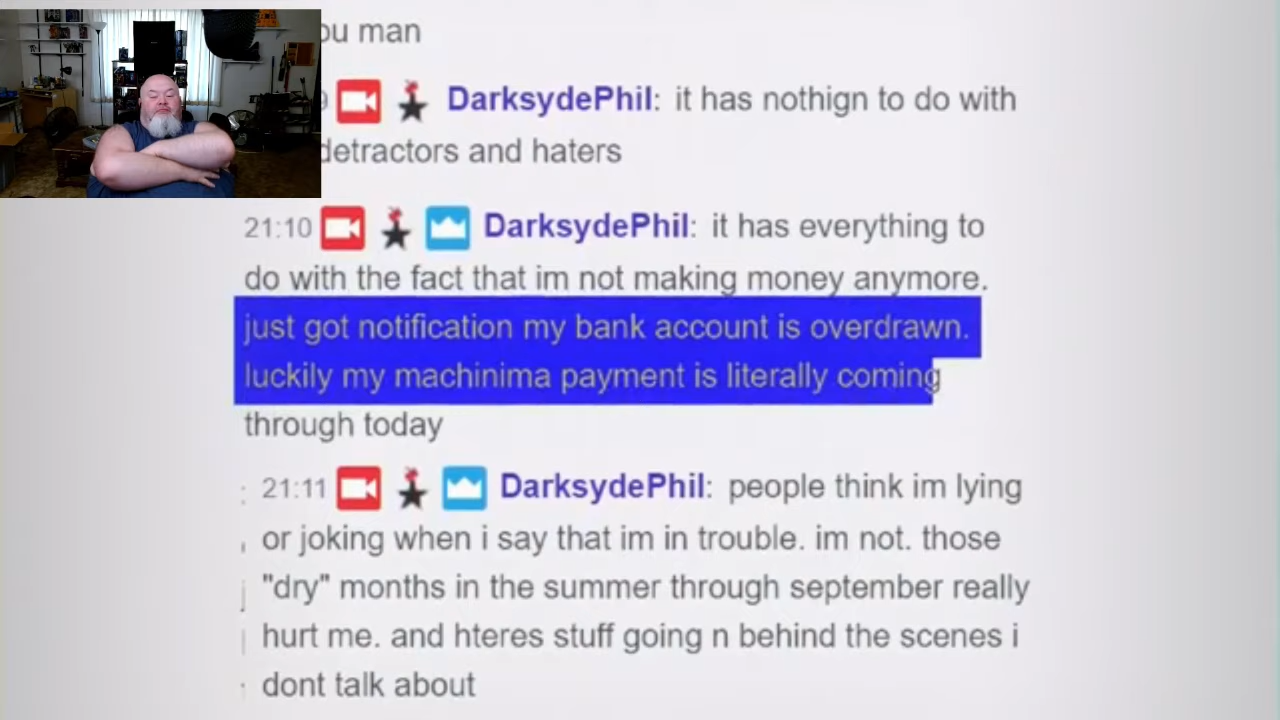 ou man
DarksydePhil: it has nothign to do with
detractors and haters
21:10 DarksydePhil: it has everything to
do with the fact that im not making money anymore.
just got notification my bank account is overdrawn.
luckily my machinima payment is literally coming
through today
21:11 DarksydePhil: people think im lying
or joking when i say that im in trouble. im not. those
"dry" months in the summer through september really
hurt me. and hteres stuff going n behind the scenes i
dont talk about